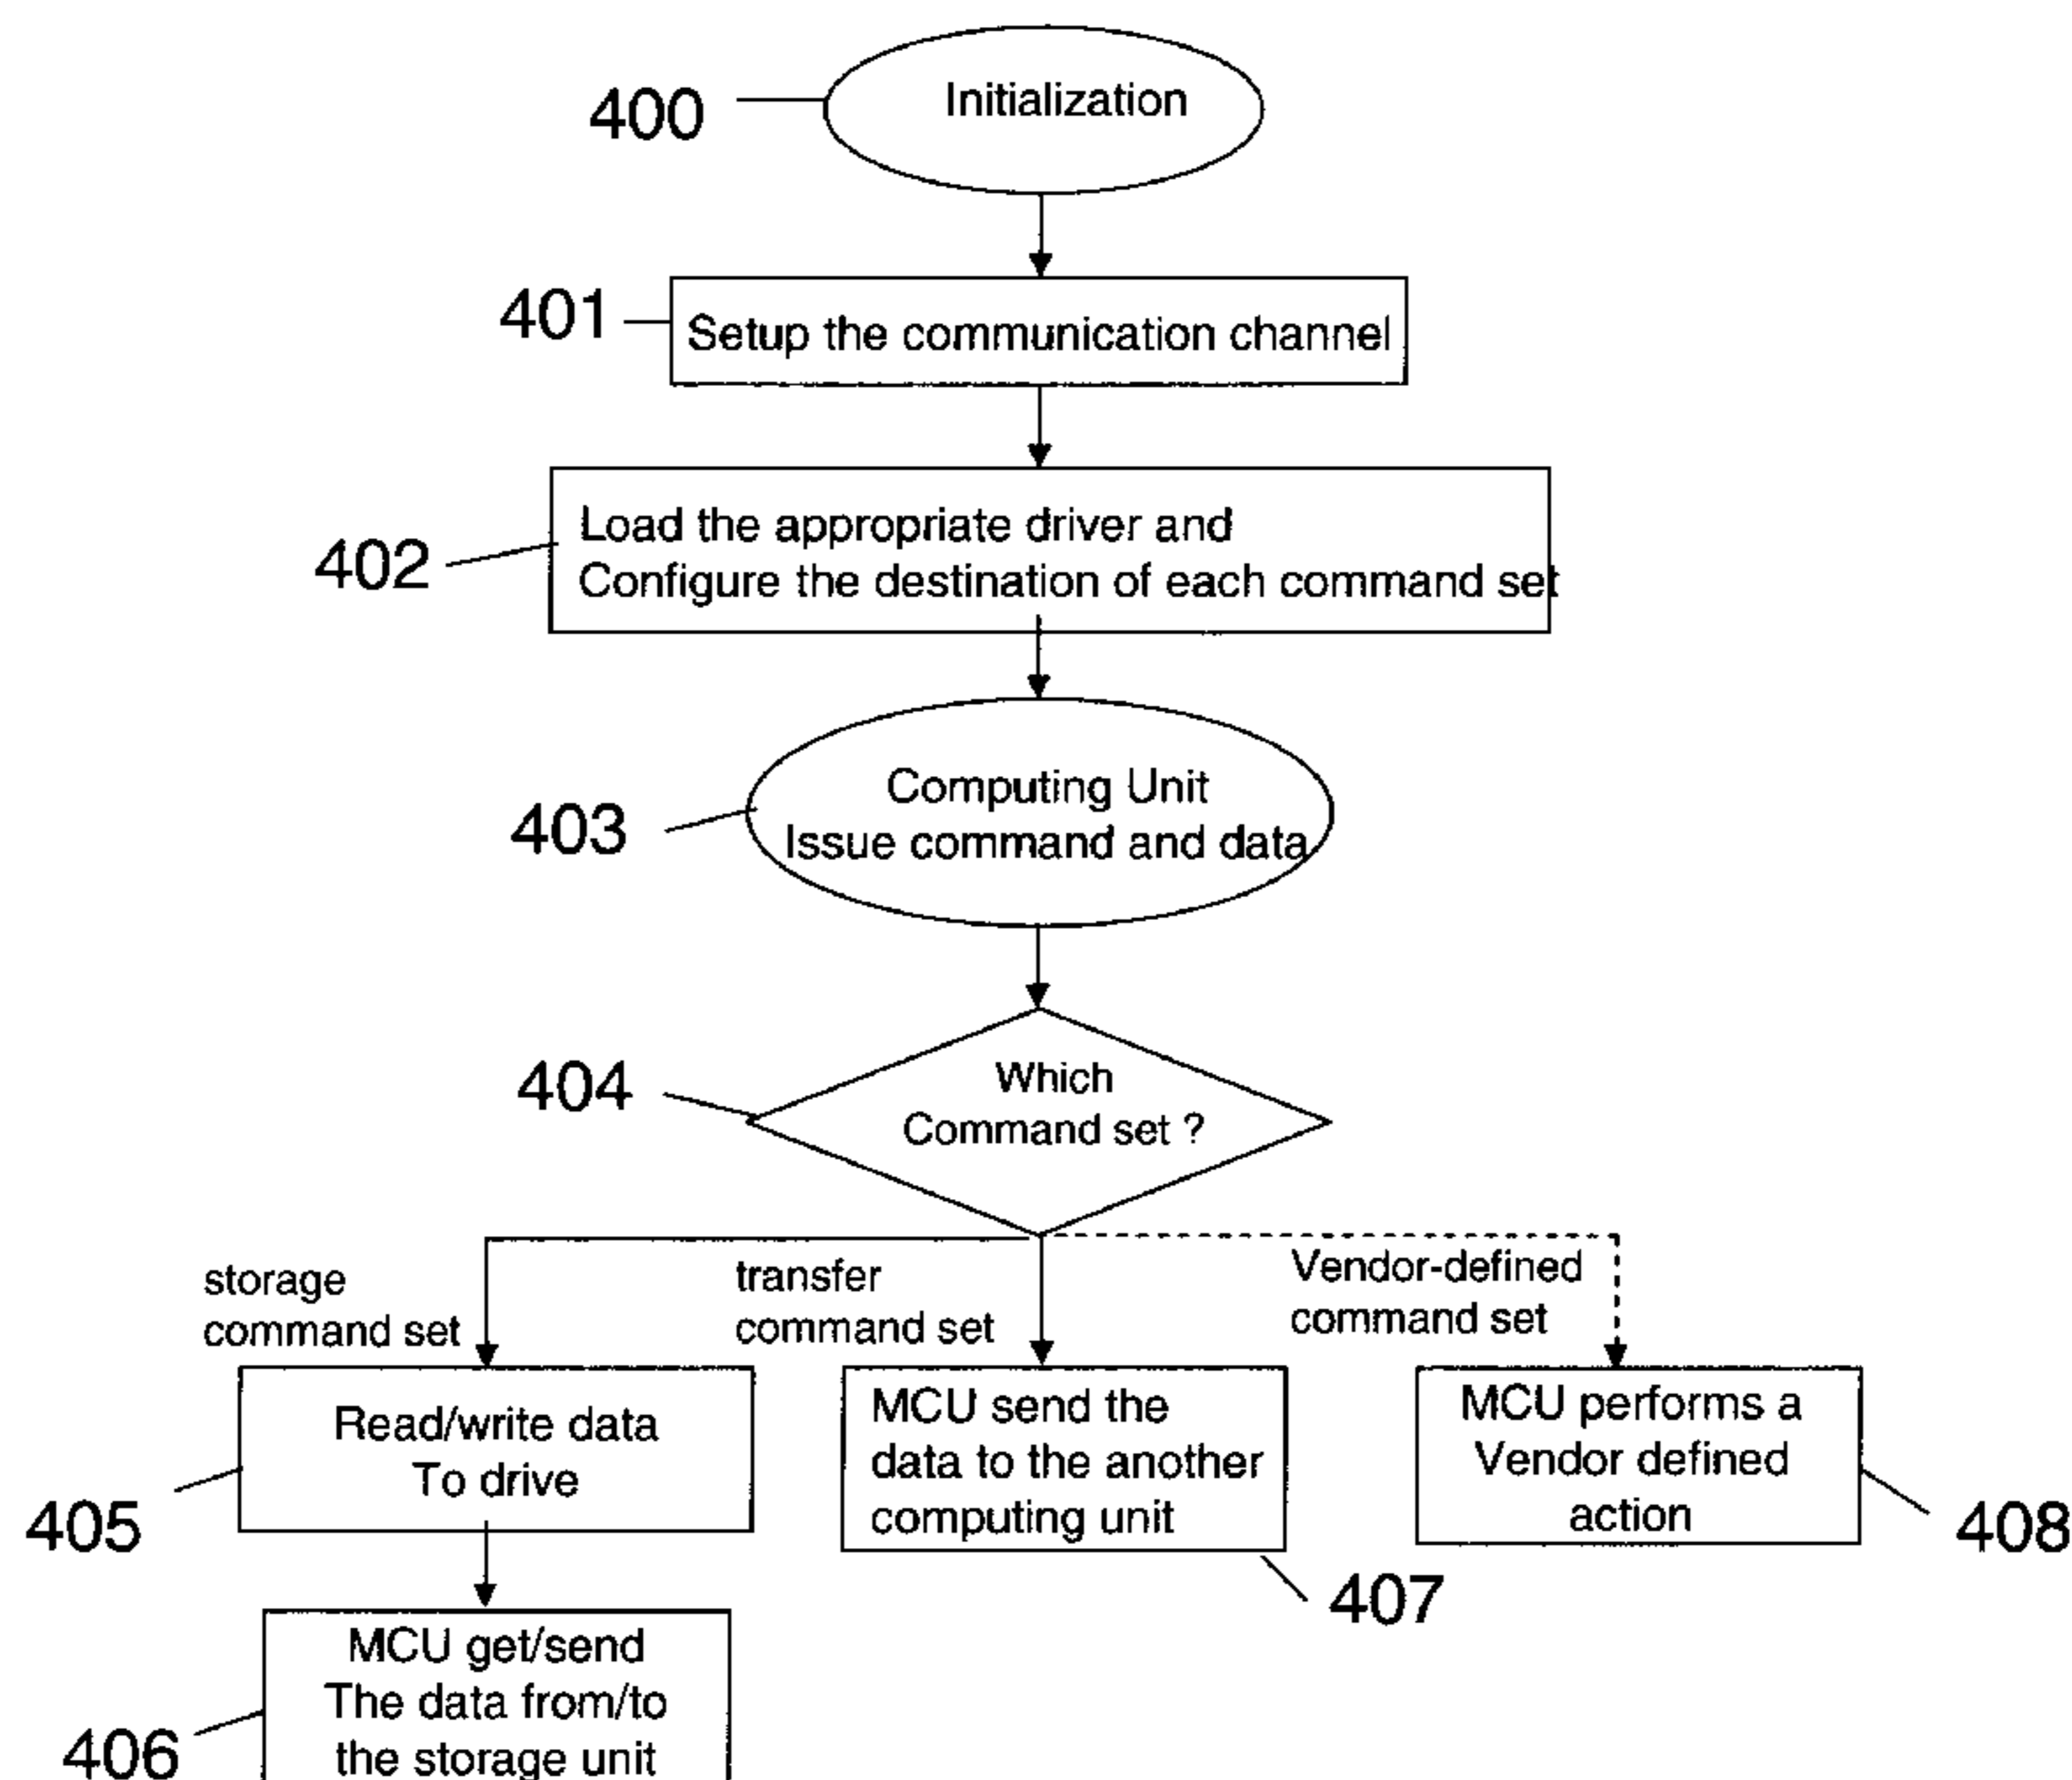 400
Initialization
401
Setup the communication channel
402
Load the appropriate driver and
Configure the destination of each command set
403
Computing Unit
Issue command and data
404
Which
Command set ?
storage
command set
transfer
command set
Vendor-defined
command set
405
Read/write data
To drive
MCU send the
data to the another
computing unit
407
MCU performs a
Vendor defined
action
408
406
MCU get/send
The data from/to
the storage unit